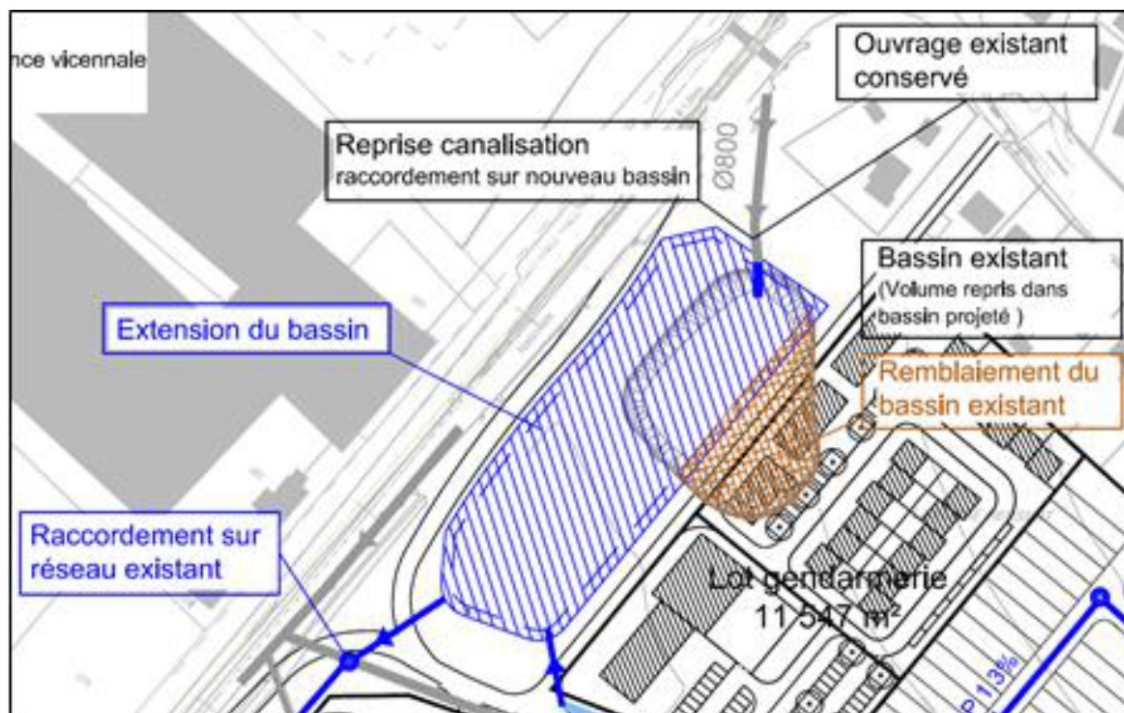 nce vicennale
Ouvrage existant
conservé
Reprise canalisation
raccordement sur nouveau bassin
Ø800
Bassin existant
(Volume repris dans
bassin projeté )
Extension du bassin
Remblaiement du
bassin existant
Raccordement sur
réseau existant
Lot gendarmerie
11 547 m²
P 1,3%